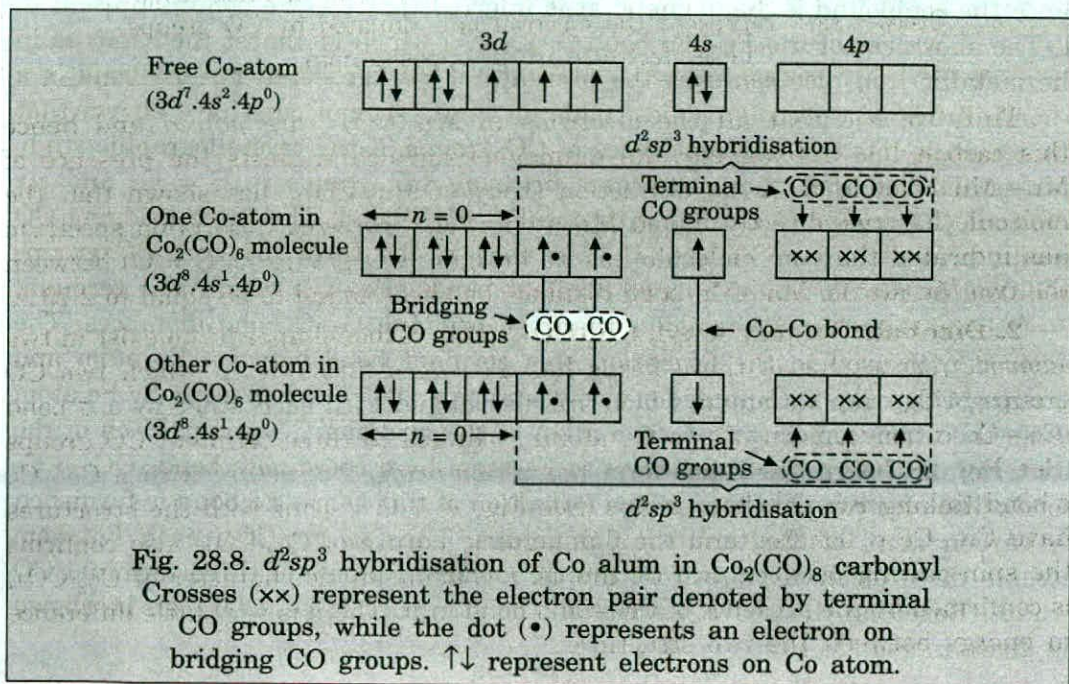 3d 4s 4p
Free Co-atom
(3d⁷.4s².4p⁰)
d²sp³ hybridisation
Terminal CO groups
CO CO CO
One Co-atom in
Co₂(CO)₆ molecule
(3d⁸.4s¹.4p⁰)
n = 0
×× ×× ××
Bridging CO groups
CO CO
Co–Co bond
Other Co-atom in
Co₂(CO)₆ molecule
(3d⁸.4s¹.4p⁰)
n = 0
×× ××
Terminal CO groups
CO CO CO
d²sp³ hybridisation
Fig. 28.8. d²sp³ hybridisation of Co alum in Co₂(CO)₈ carbonyl
Crosses (××) represent the electron pair denoted by terminal
CO groups, while the dot (•) represents an electron on
bridging CO groups. ↑↓ represent electrons on Co atom.